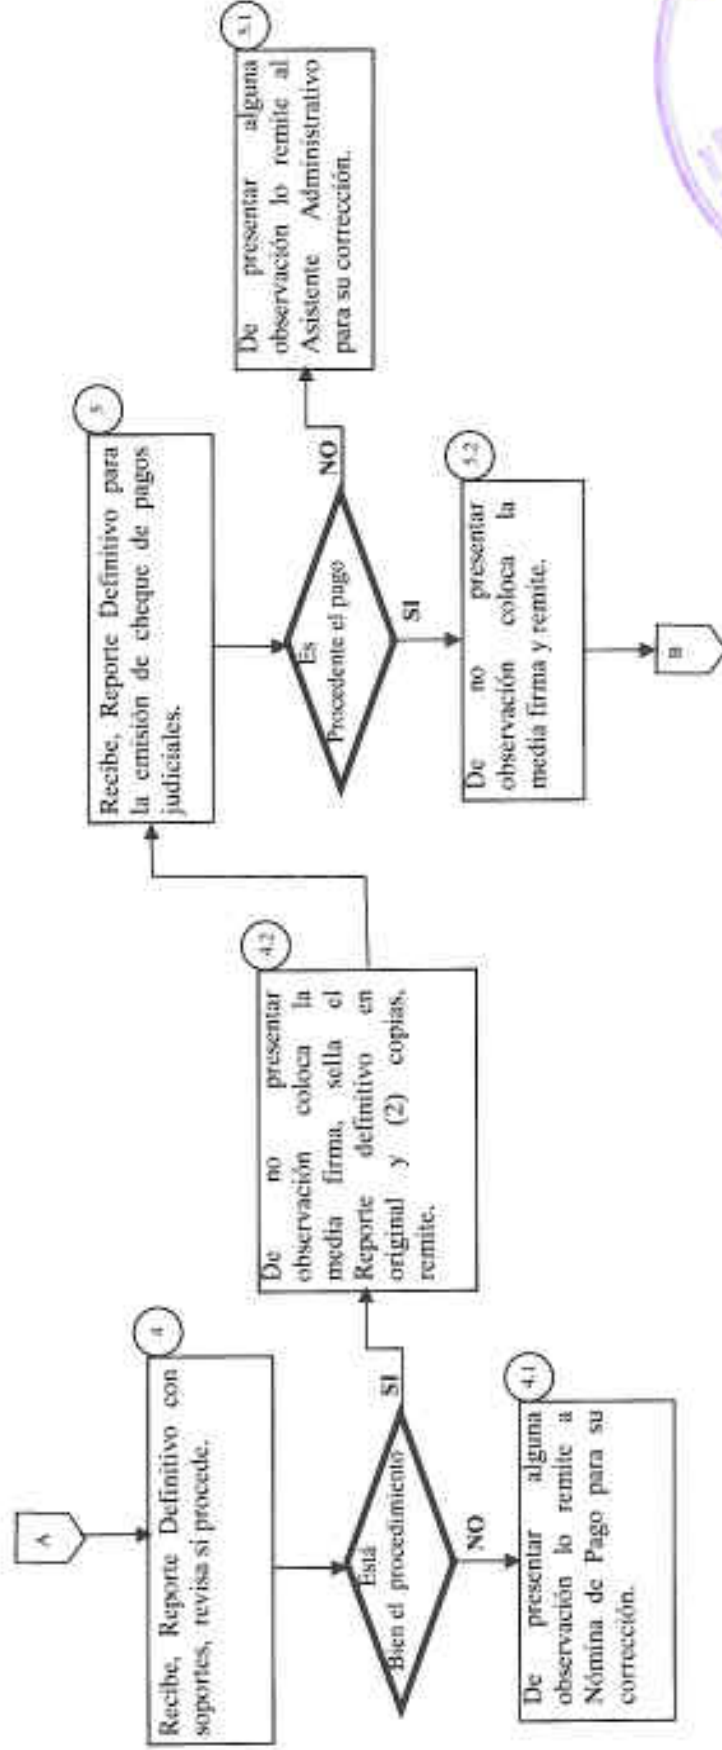 A
4
Recibe, Reporte Definitivo con
soportes, revisa si procede.
Está
Bien el procedimiento
SI
NO
4.1
De presentar alguna
observación lo remite a
Nómina de Pago para su
corrección.
4.2
De no presentar
observación coloca la
media firma, sella el
Reporte definitivo en
original y (2) copias,
remite.
5
Recibe, Reporte Definitivo para
la emisión de cheque de pagos
judiciales.
Es
Procedente el pago
NO
SI
5.1
De presentar alguna
observación lo remite al
Asistente Administrativo
para su corrección.
5.2
De no presentar
observación coloca la
media firma y remite.
B